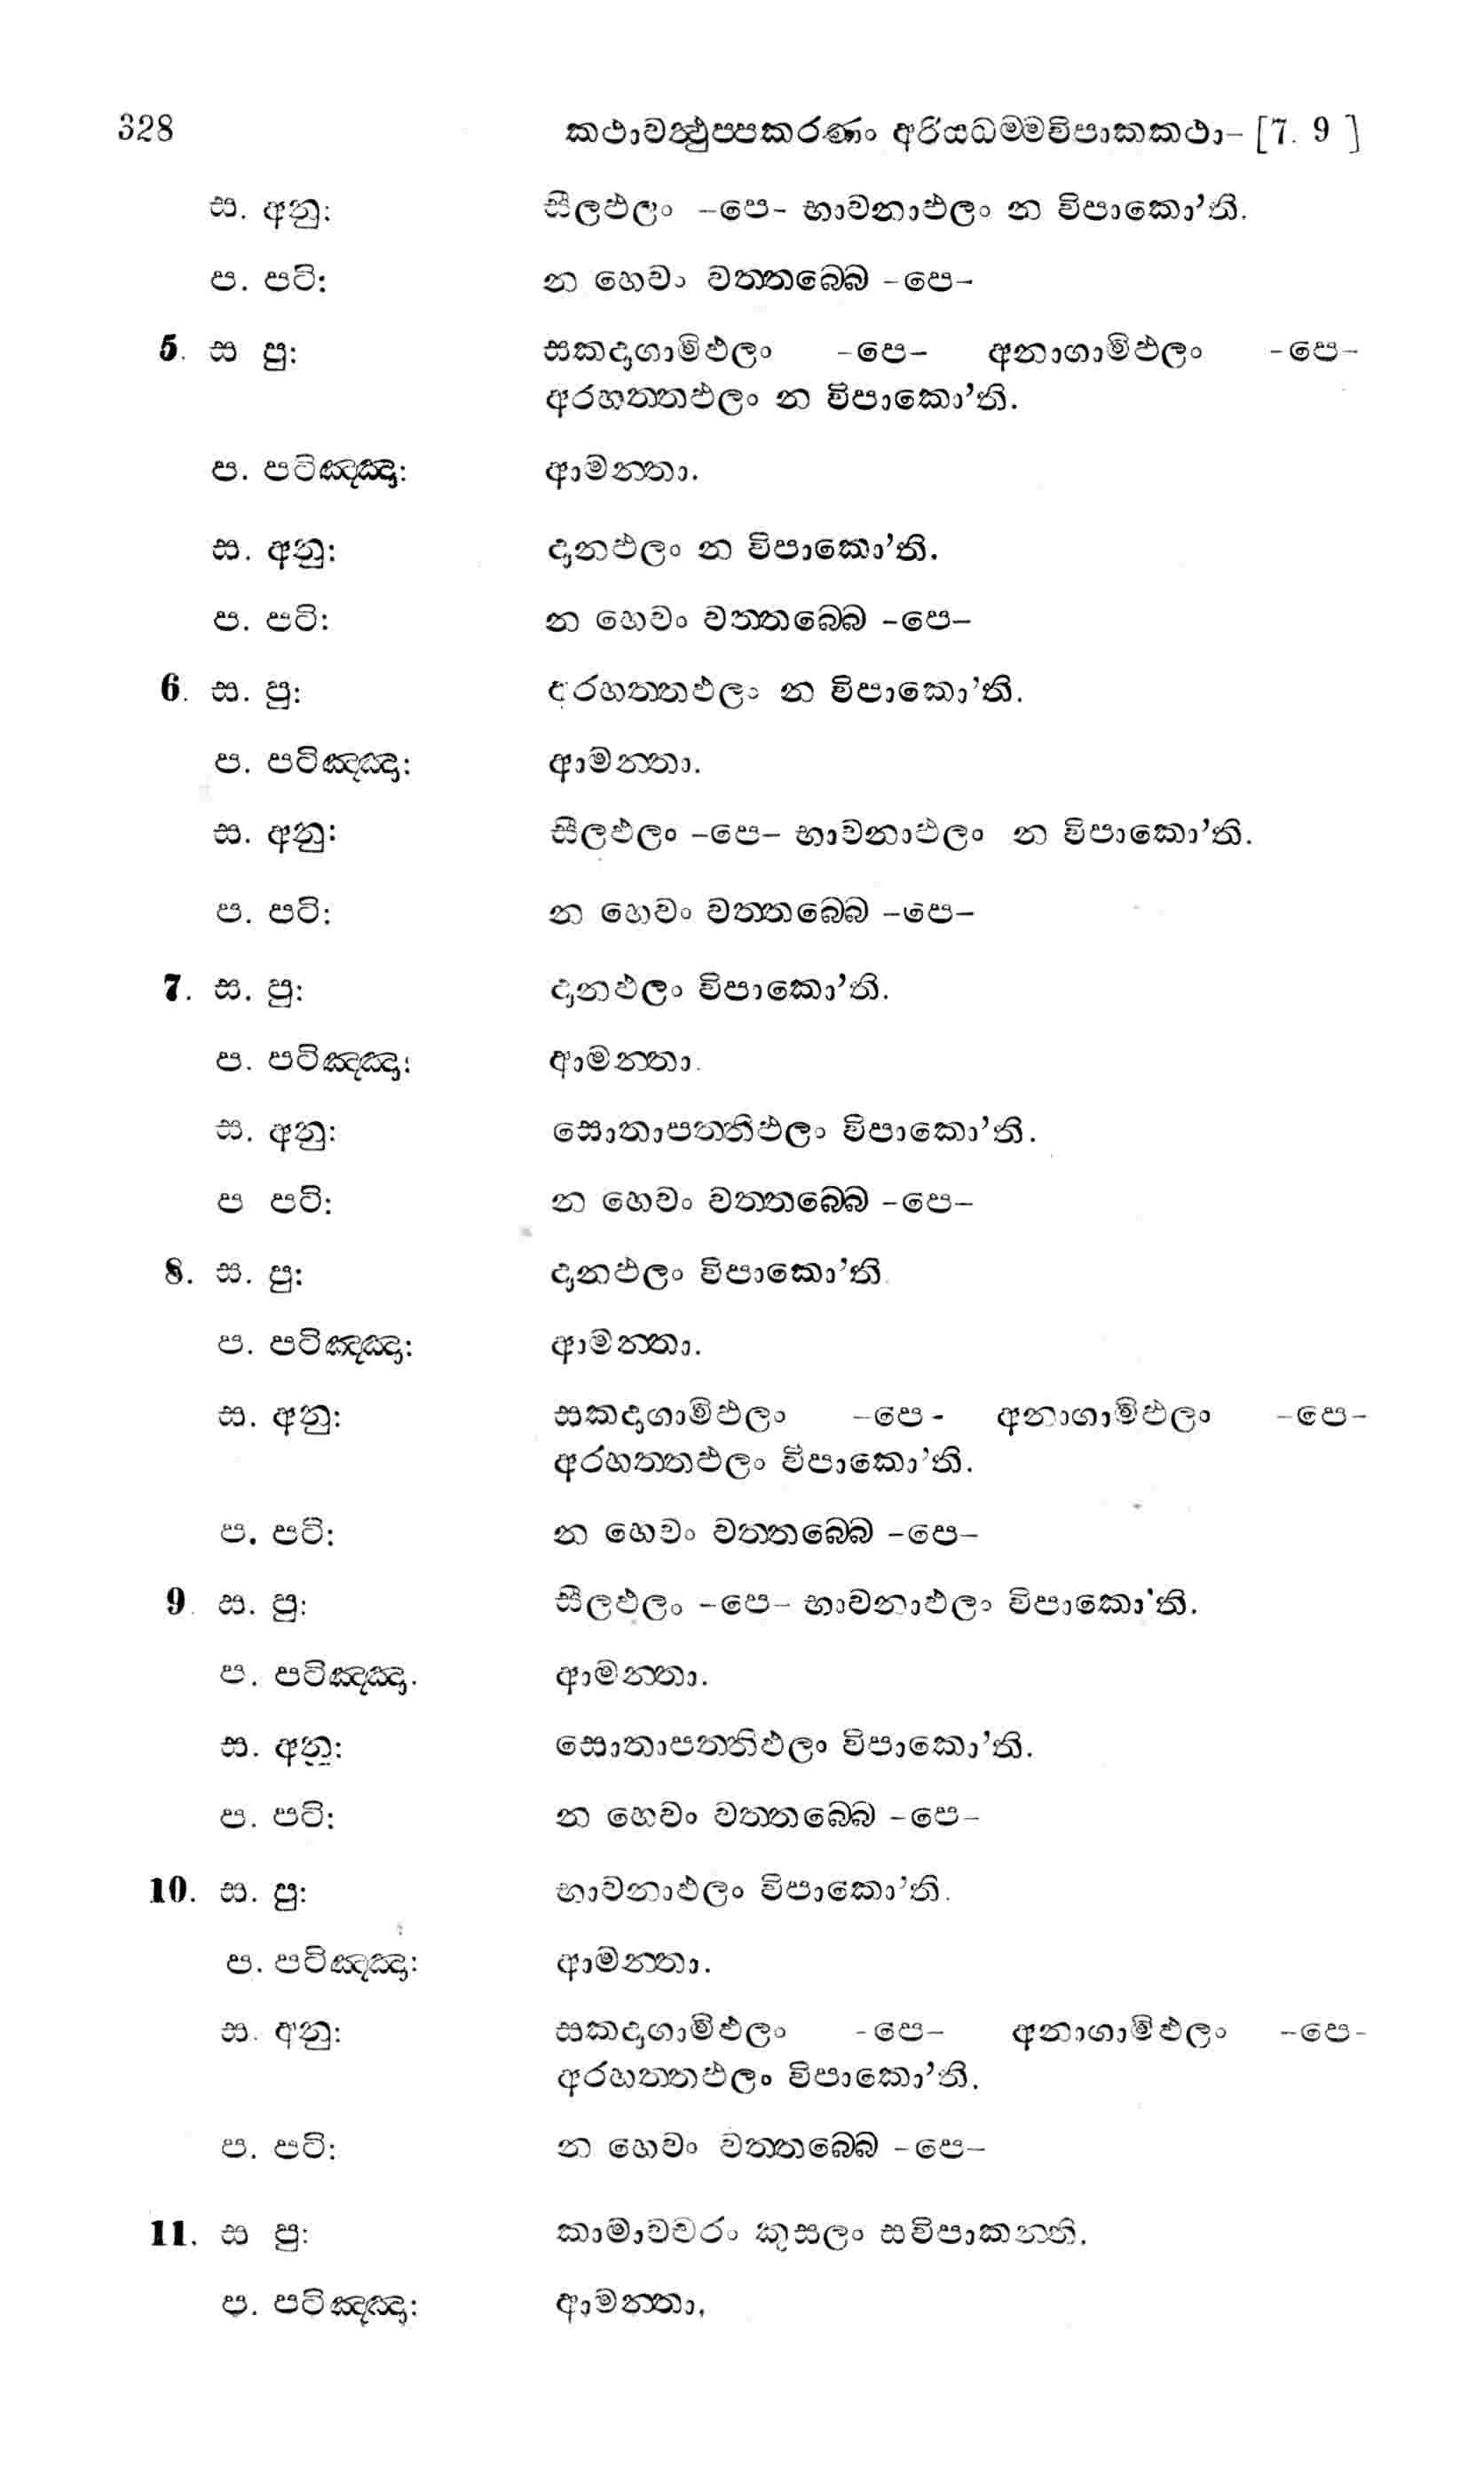 328 කථාවත්‍ථුප‍්පකරණං අරියධම‍්මවිපාකකථා- [7. 9 ]
ස. අනු: සීලඵලං -පෙ- භාවනාඵලං න විපාකො’ති.
ප. පටි: න හෙවං වත‍්තබ‍්බෙ -පෙ-
5. ස පු: සකදාගාමිඵලං -පෙ- අනාගාමිඵලං -පෙ-
අරහත‍්තඵලං න විපාකො’ති.
ප. පටිඤ‍්ඤා: ආමන‍්තා.
ස. අනු: දානඵලං න විපාකො’ති.
ප. පටි: න හෙවං වත‍්තබ‍්බෙ -පෙ-
6. ස. පු: අරහත‍්තඵලං න විපාකො’ති.
ප. පටිඤ‍්ඤා: ආමන‍්තා.
ස. අනු: සීලඵලං -පෙ- භාවනාඵලං න විපාකො’ති.
ප. පටි: න හෙවං වත‍්තබ‍්බෙ -පෙ-
7. ස. පු: දානඵලං විපාකො’ති.
ප. පටිඤ‍්ඤා: ආමන‍්තා.
ස. අනු: සොතාපත‍්තිඵලං විපාකො’ති.
ප පටි: න හෙවං වත‍්තබ‍්බෙ -පෙ-
8. ස. පු: දානඵලං විපාකො’ති.
ප. පටිඤ‍්ඤා: ආමන‍්තා.
ස. අනු: සකදාගාමිඵලං -පෙ- අනාගාමිඵලං -පෙ-
අරහත‍්තඵලං විපාකො’ති.
ප. පටි: න හෙවං වත‍්තබ‍්බෙ -පෙ-
9. ස. පු: සීලඵලං -පෙ- භාවනාඵලං විපාකො’ති.
ප. පටිඤ‍්ඤා. ආමන‍්තා.
ස. අනු: සොතාපත‍්තිඵලං විපාකො’ති.
ප. පටි: න හෙවං වත‍්තබ‍්බෙ -පෙ-
10. ස. පු: භාවනාඵලං විපාකො’ති.
ප. පටිඤ‍්ඤා: ආමන‍්තා.
ස. අනු: සකදාගාමිඵලං -පෙ- අනාගාමිඵලං -පෙ-
අරහත‍්තඵලං විපාකො’ති.
ප. පටි: න හෙවං වත‍්තබ‍්බෙ -පෙ-
11. ස පු: කාමාවචරං කුසලං සවිපාකන‍්ති.
ප. පටිඤ‍්ඤා: ආමන‍්තා,